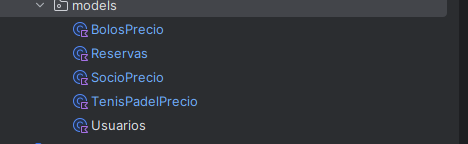 models
BolosPrecio
Reservas
SocioPrecio
TenisPadelPrecio
Usuarios